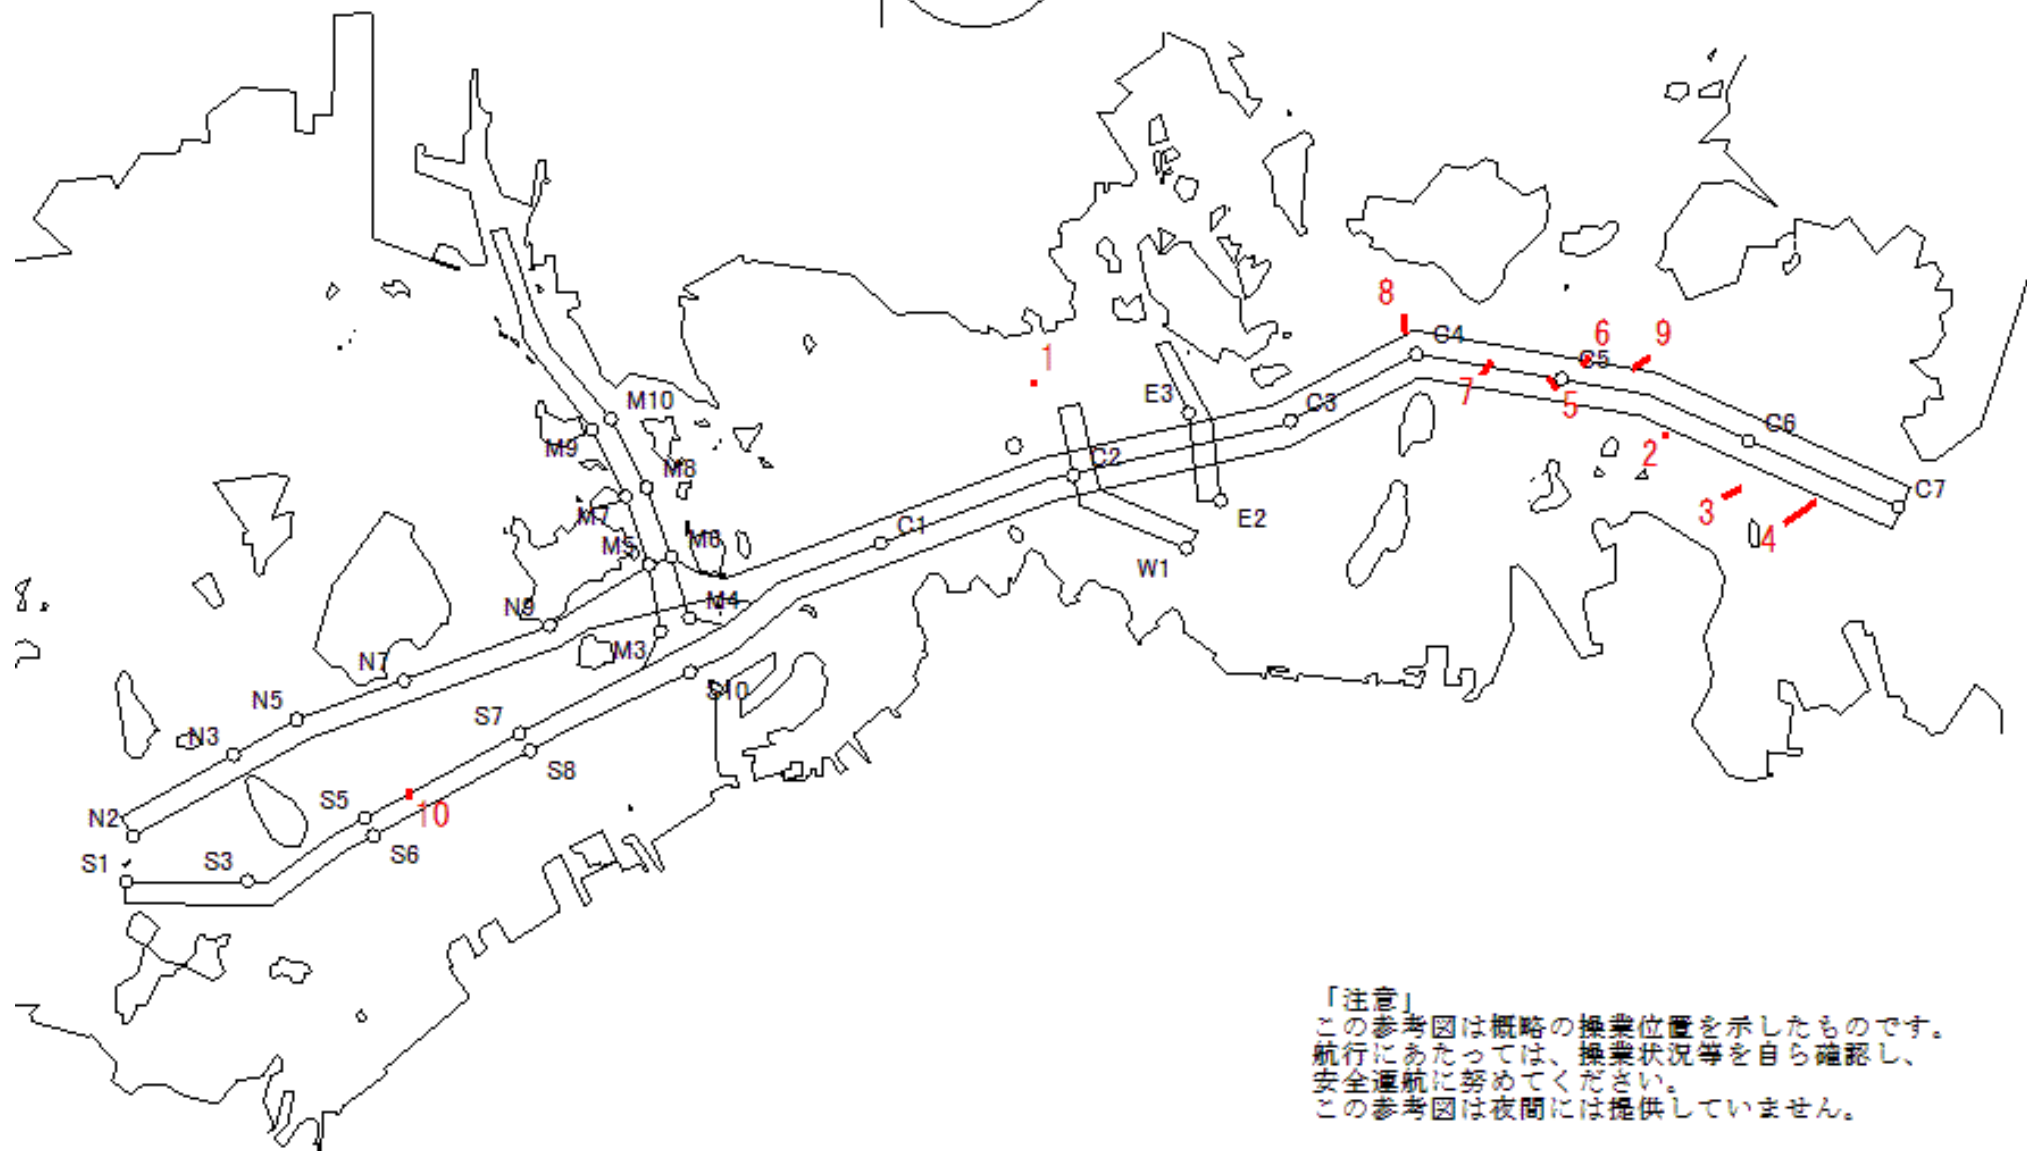 8
1
C4
6
9
C5
7
5
E3
M10
C3
C6
2
M9
C2
M8
C7
3
E2
M7
C1
4
M5
M6
W1
N9
M4
M3
N7
S10
N5
S7
N3
S8
S5
10
N2
S6
S1
S3
「注意」
この参考図は概略の操業位置を示したものです。
航行にあたっては、操業状況等を自ら確認し、
安全運航に努めてください。
この参考図は夜間には提供していません。